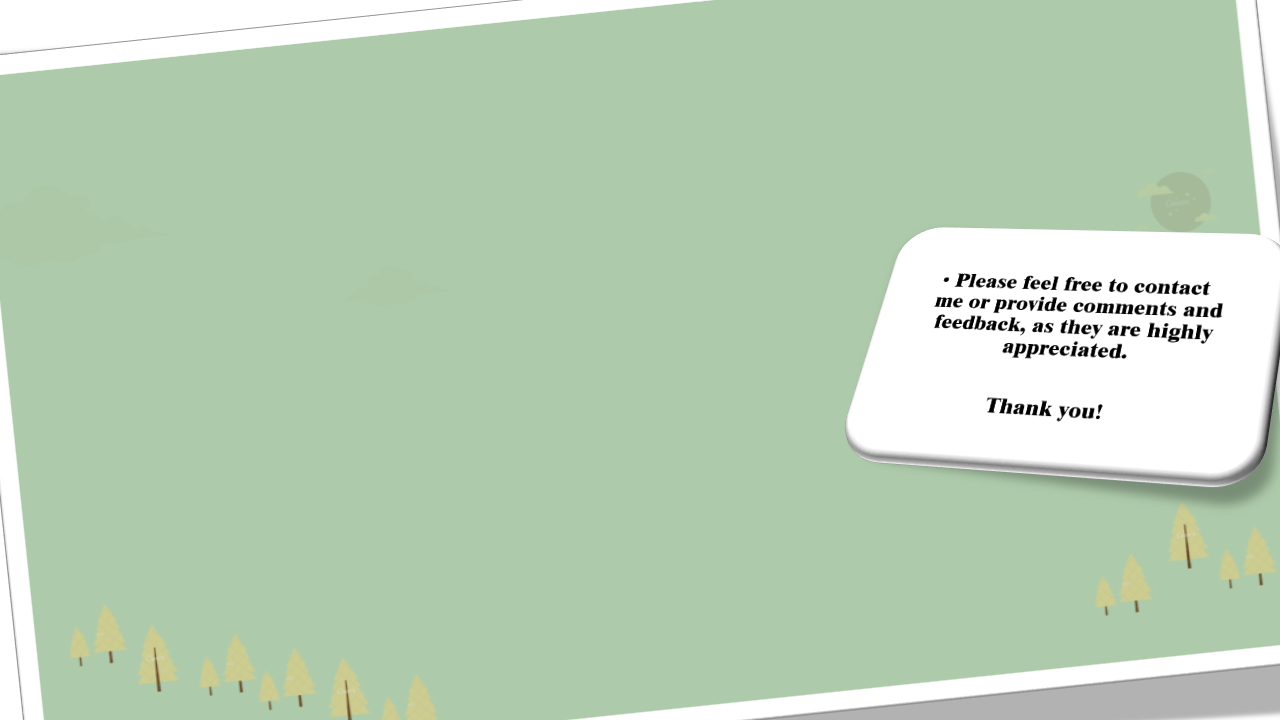 • Please feel free to contact
me or provide comments and
feedback, as they are highly
appreciated.
Thank you!